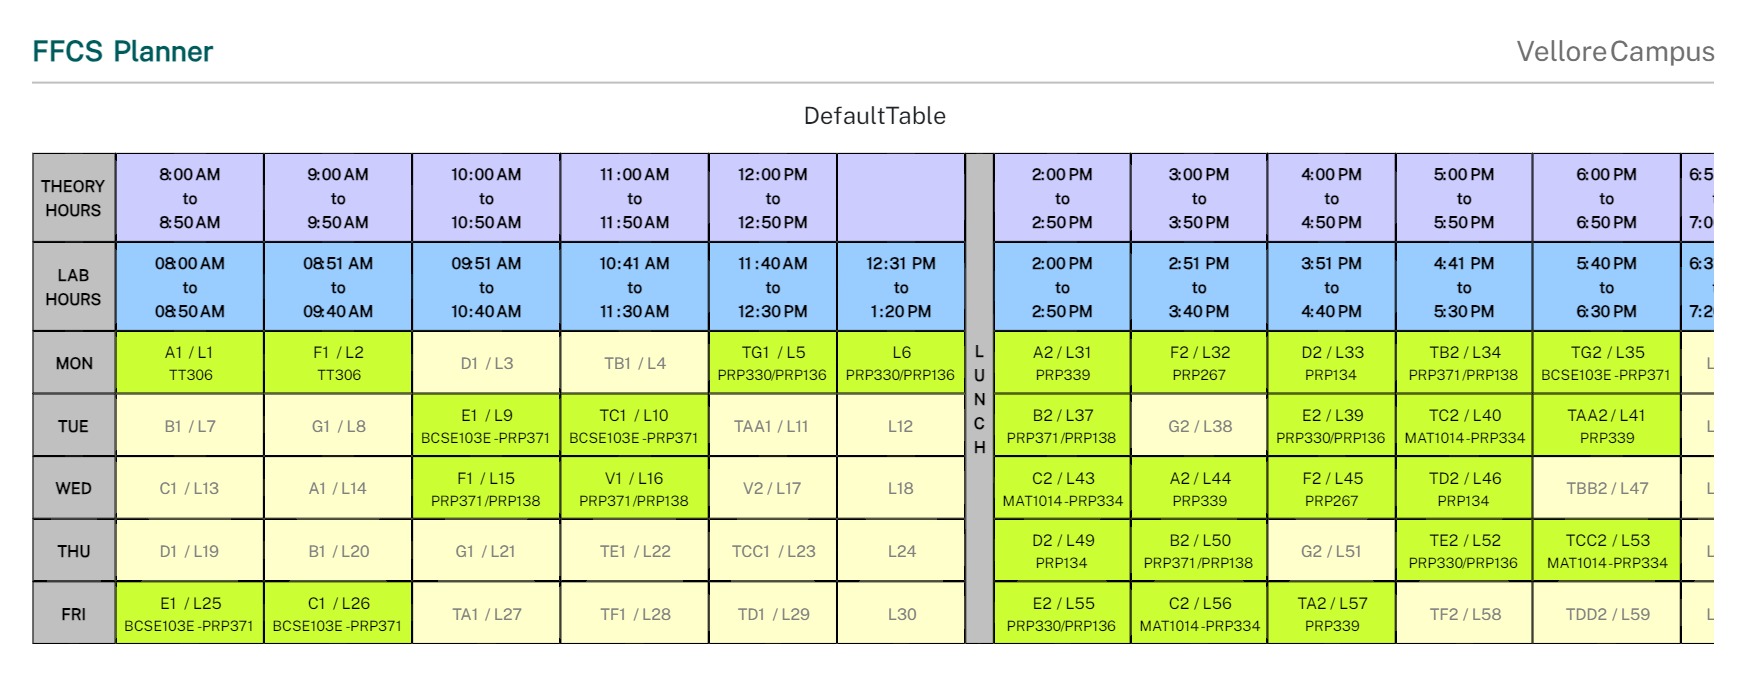 FFCS Planner
Vellore Campus
Default Table
THEORY HOURS 8:00 AM to 8:50 AM 9:00 AM to 9:50 AM 10:00 AM to 10:50 AM 11:00 AM to 11:50 AM 12:00 PM to 12:50 PM LUNCH 2:00 PM to 2:50 PM 3:00 PM to 3:50 PM 4:00 PM to 4:50 PM 5:00 PM to 5:50 PM 6:00 PM to 6:50 PM
LAB HOURS 08:00 AM to 08:50 AM 08:51 AM to 09:40 AM 09:51 AM to 10:40 AM 10:41 AM to 11:30 AM 11:40 AM to 12:30 PM 12:31 PM to 1:20 PM 2:00 PM to 2:50 PM 2:51 PM to 3:40 PM 3:51 PM to 4:40 PM 4:41 PM to 5:30 PM 5:40 PM to 6:30 PM
MON A1 / L1 TT306 F1 / L2 TT306 D1 / L3 TB1 / L4 TG1 / L5 PRP330/PRP136 L6 PRP330/PRP136 A2 / L31 PRP339 F2 / L32 PRP267 D2 / L33 PRP134 TB2 / L34 PRP371/PRP138 TG2 / L35 BCSE103E-PRP371
TUE B1 / L7 G1 / L8 E1 / L9 BCSE103E-PRP371 TC1 / L10 BCSE103E-PRP371 TAA1 / L11 L12 B2 / L37 PRP371/PRP138 G2 / L38 E2 / L39 PRP330/PRP136 TC2 / L40 MAT1014-PRP334 TAA2 / L41 PRP339
WED C1 / L13 A1 / L14 F1 / L15 PRP371/PRP138 V1 / L16 PRP371/PRP138 V2 / L17 L18 C2 / L43 MAT1014-PRP334 A2 / L44 PRP339 F2 / L45 PRP267 TD2 / L46 PRP134 TBB2 / L47
THU D1 / L19 B1 / L20 G1 / L21 TE1 / L22 TCC1 / L23 L24 D2 / L49 PRP134 B2 / L50 PRP371/PRP138 G2 / L51 TE2 / L52 PRP330/PRP136 TCC2 / L53 MAT1014-PRP334
FRI E1 / L25 BCSE103E-PRP371 C1 / L26 BCSE103E-PRP371 TA1 / L27 TF1 / L28 TD1 / L29 L30 E2 / L55 PRP330/PRP136 C2 / L56 MAT1014-PRP334 TA2 / L57 PRP339 TF2 / L58 TDD2 / L59